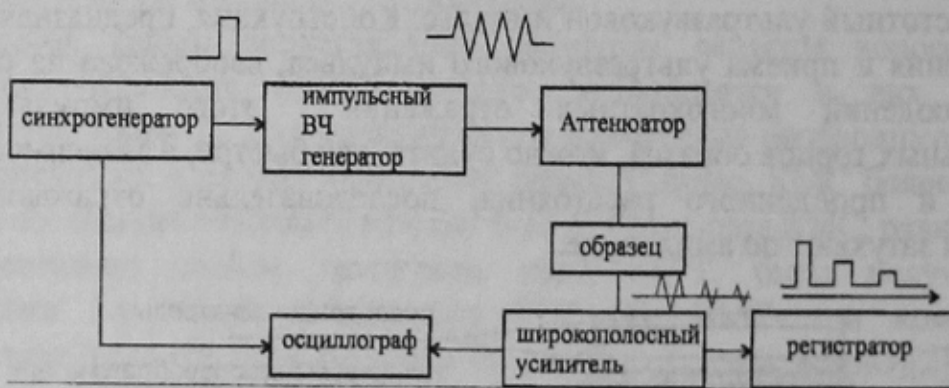 синхрогенератор
импульсный
ВЧ
генератор
Аттенюатор
образец
осциллограф
широкополосный
усилитель
регистратор